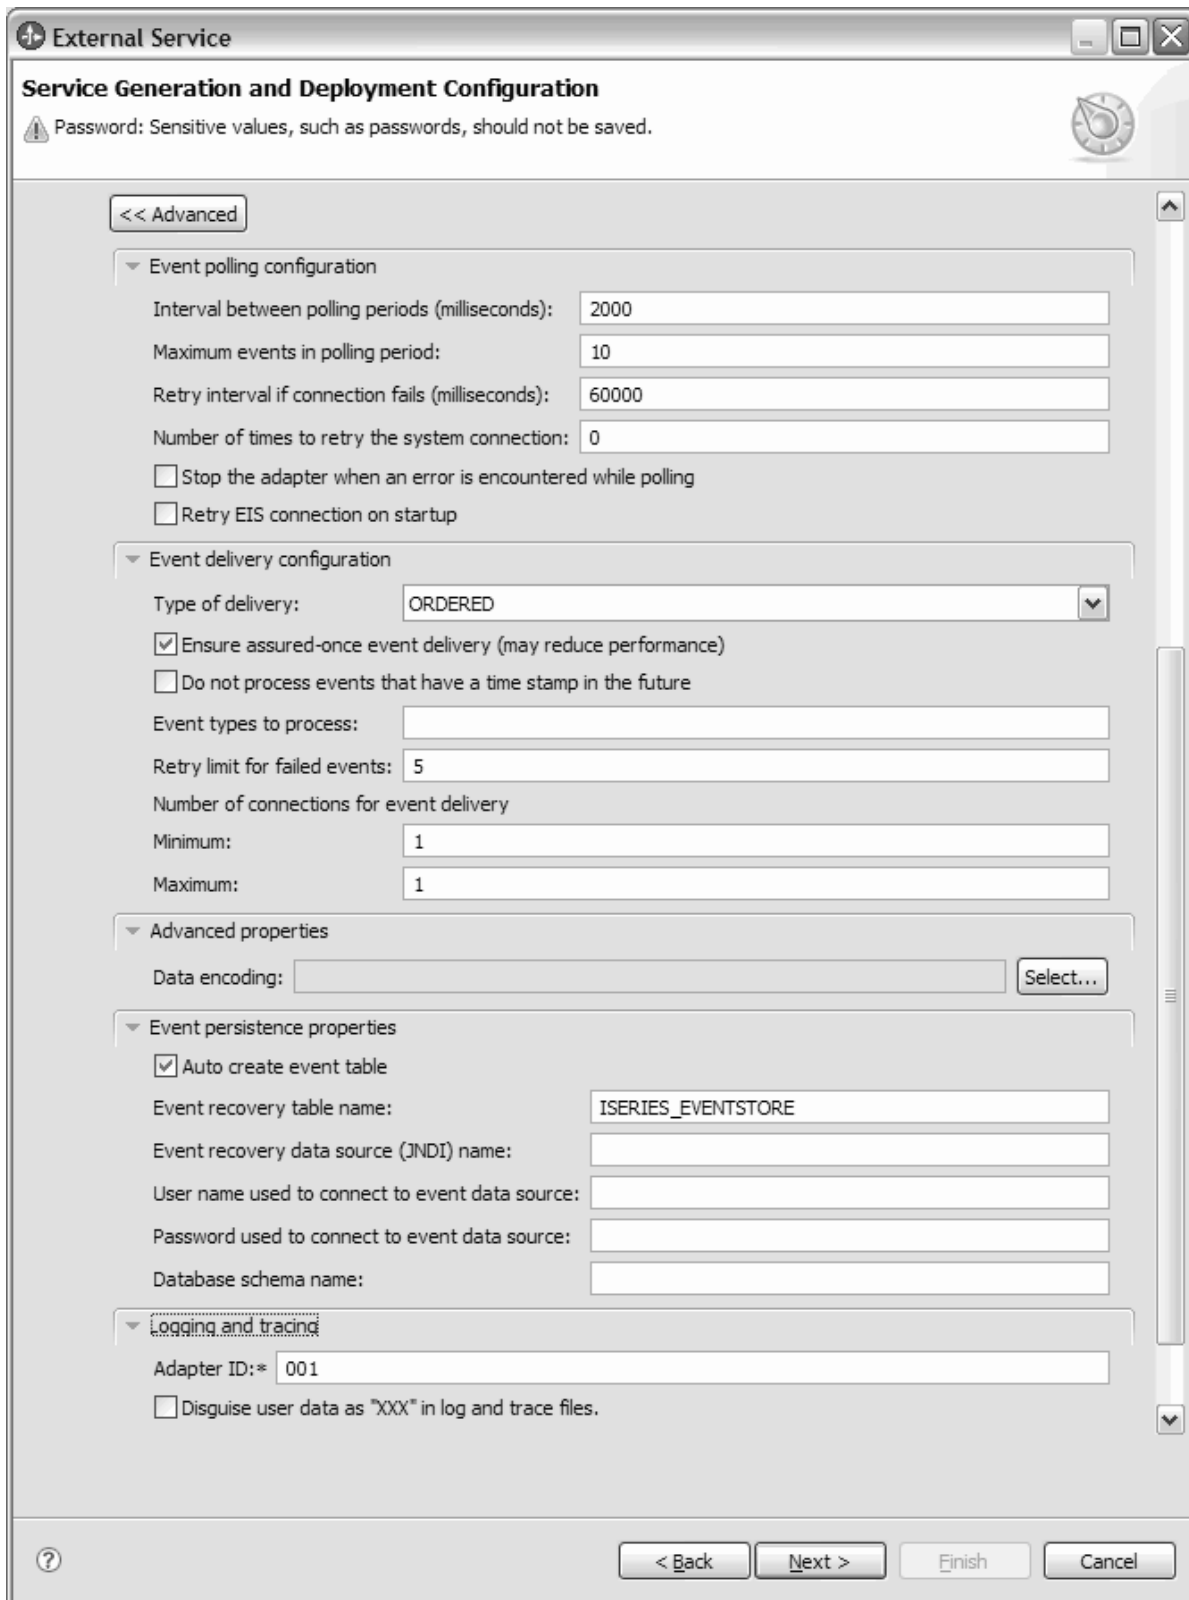 External Service
Service Generation and Deployment Configuration
Password: Sensitive values, such as passwords, should not be saved.
<< Advanced
Event polling configuration
Interval between polling periods (milliseconds): 2000
Maximum events in polling period: 10
Retry interval if connection fails (milliseconds): 60000
Number of times to retry the system connection: 0
Stop the adapter when an error is encountered while polling
Retry EIS connection on startup
Event delivery configuration
Type of delivery: ORDERED
Ensure assured-once event delivery (may reduce performance)
Do not process events that have a time stamp in the future
Event types to process:
Retry limit for failed events: 5
Number of connections for event delivery
Minimum: 1
Maximum: 1
Advanced properties
Data encoding: Select...
Event persistence properties
Auto create event table
Event recovery table name: ISERIES_EVENTSTORE
Event recovery data source (JNDI) name:
User name used to connect to event data source:
Password used to connect to event data source:
Database schema name:
Logging and tracing
Adapter ID:* 001
Disguise user data as "XXX" in log and trace files.
? < Back Next > Finish Cancel